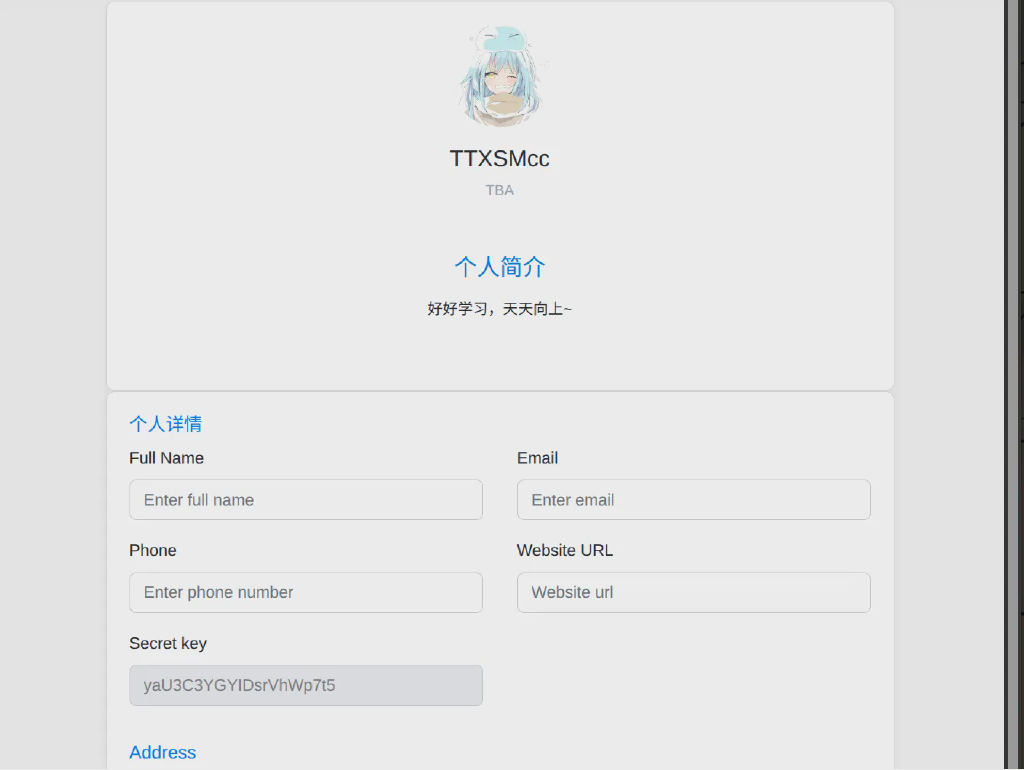 TTXSMcc
TBA
个人简介
好好学习，天天向上~
个人详情
Full Name
Email
Enter full name
Enter email
Phone
Website URL
Enter phone number
Website url
Secret key
yaU3C3YGYIDsrVhWp7t5
Address